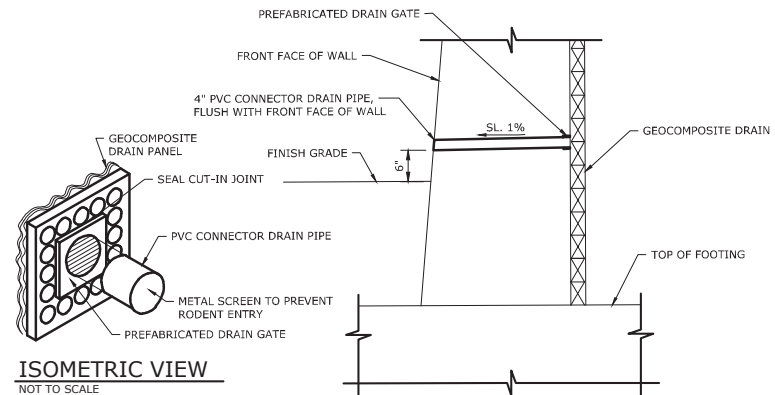 PREFABRICATED DRAIN GATE
FRONT FACE OF WALL
4" PVC CONNECTOR DRAIN PIPE,
FLUSH WITH FRONT FACE OF WALL
SL. 1%
GEOCOMPOSITE DRAIN
GEOCOMPOSITE
DRAIN PANEL
FINISH GRADE
6"
SEAL CUT-IN JOINT
PVC CONNECTOR DRAIN PIPE
TOP OF FOOTING
METAL SCREEN TO PREVENT
RODENT ENTRY
PREFABRICATED DRAIN GATE
ISOMETRIC VIEW
NOT TO SCALE